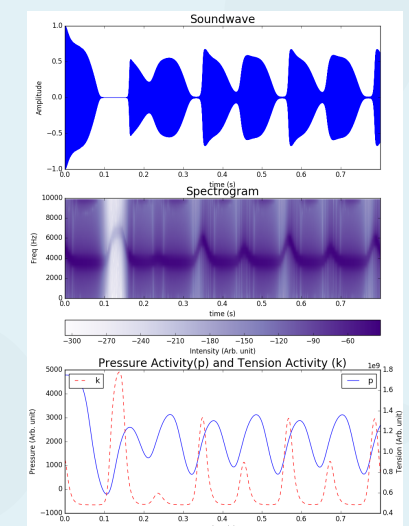 Soundwave
1.0
0.5
0.0
−0.5
−1.0
Amplitude
0.0 0.1 0.2 0.3 0.4 0.5 0.6 0.7
time (s)
Spectrogram
10000
8000
6000
4000
2000
0
Freq (Hz)
0.0 0.1 0.2 0.3 0.4 0.5 0.6 0.7
time (s)
−300 −270 −240 −210 −180 −150 −120 −90 −60
Intensity (Arb. unit)
Pressure Activity(p) and Tension Activity (k)
1e9
5000
4000
3000
2000
1000
0
−1000
Pressure (Arb. unit)
k
p
1.8
1.6
1.4
1.2
1.0
0.8
0.6
0.4
Tension (Arb. unit)
0.0 0.1 0.2 0.3 0.4 0.5 0.6 0.7